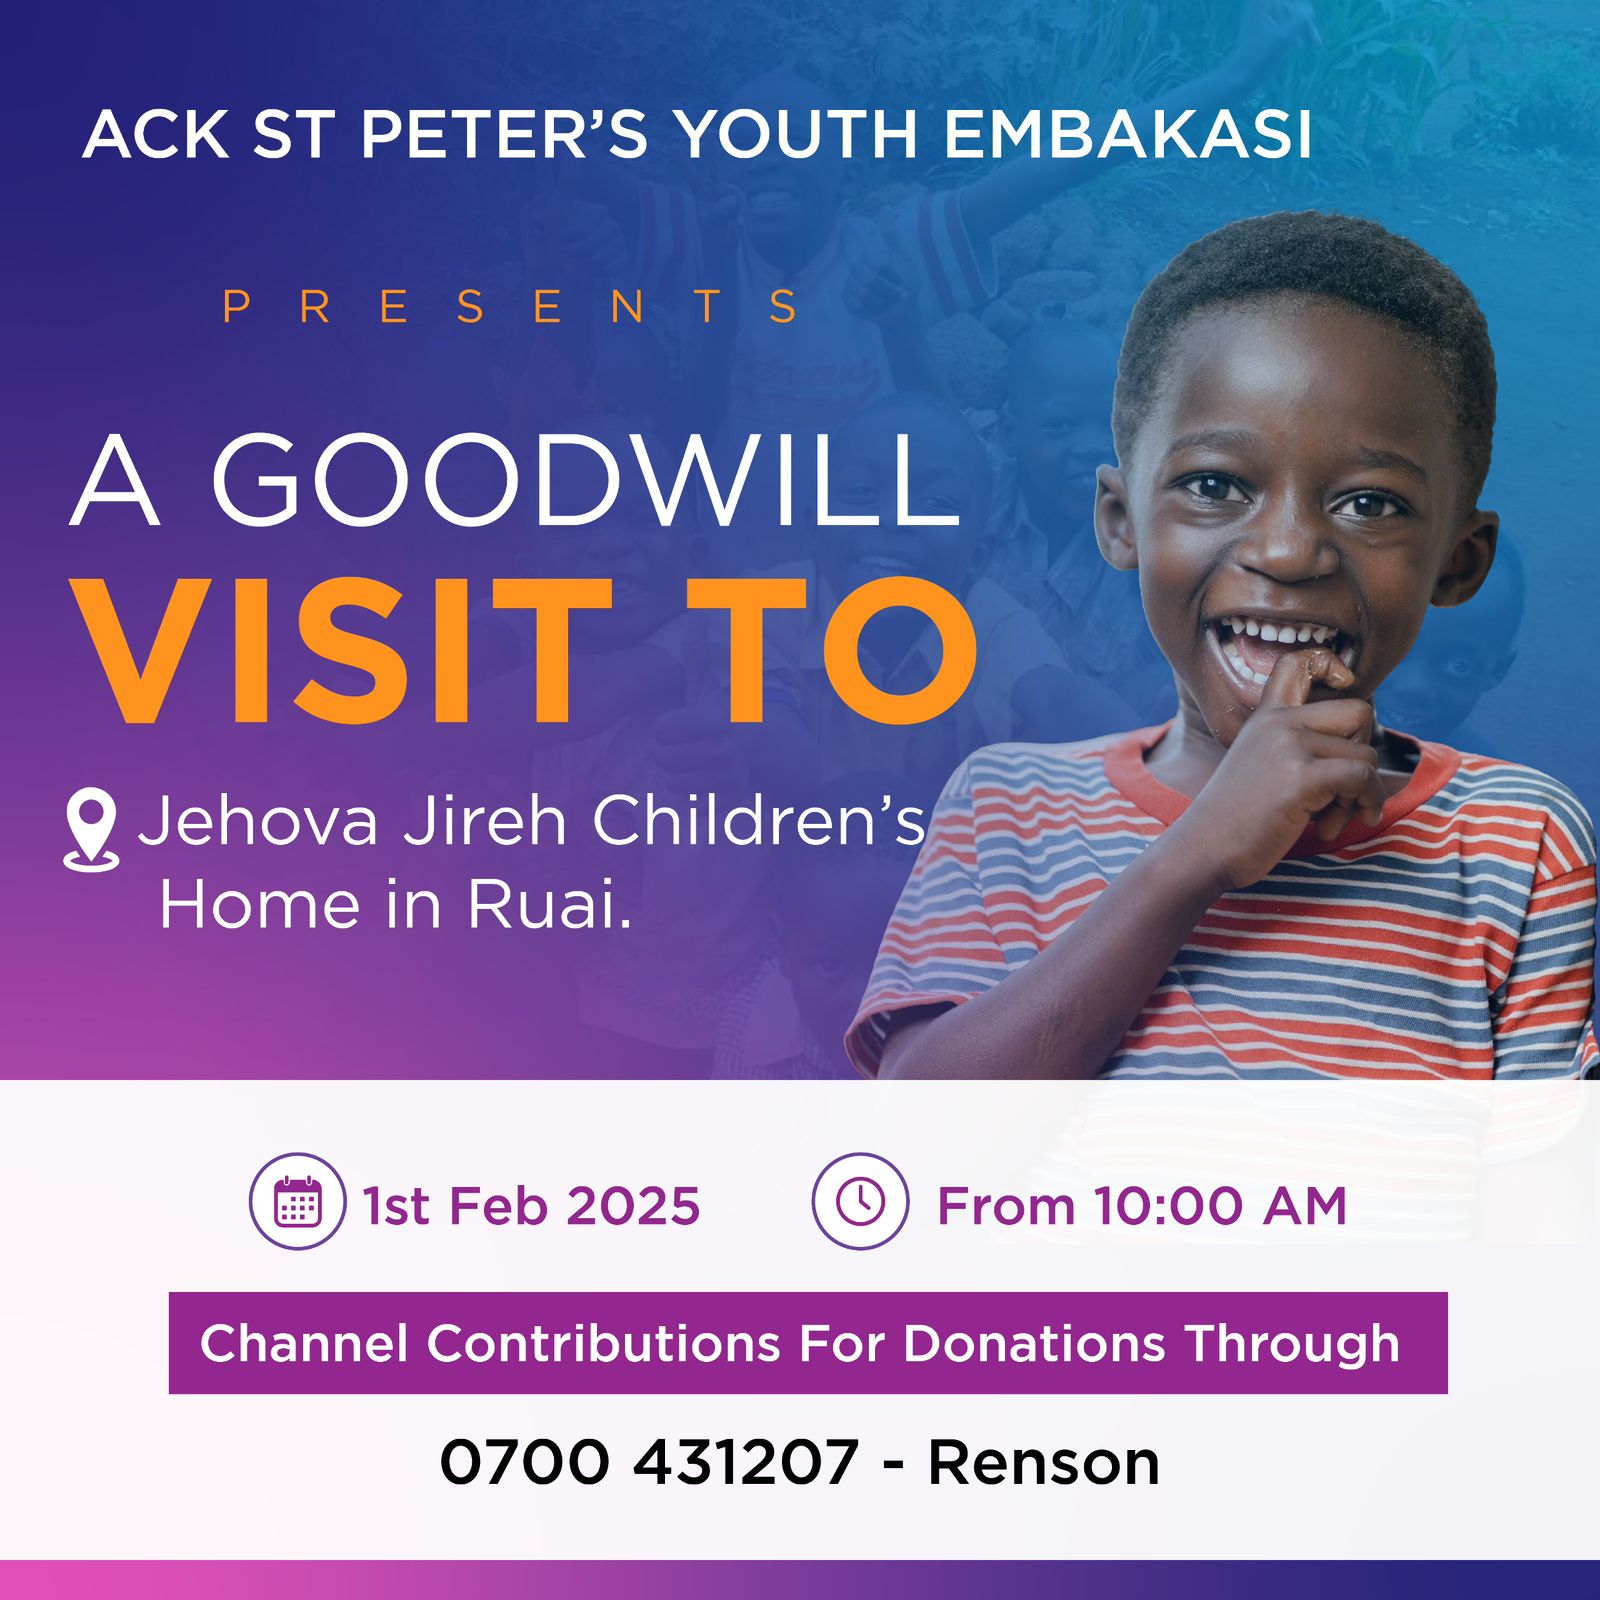 ACK ST PETER’S YOUTH EMBAKASI
PRESENTS
A GOODWILL
VISIT TO
Jehova Jireh Children’s
Home in Ruai.
1st Feb 2025
From 10:00 AM
Channel Contributions For Donations Through
0700 431207 - Renson